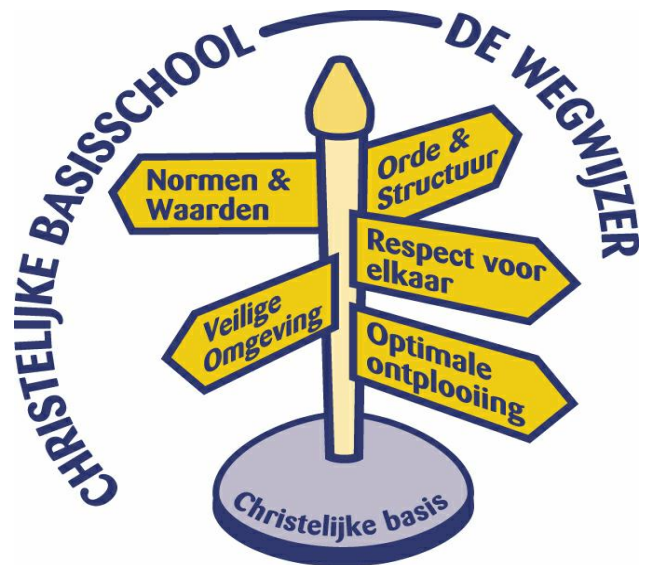 CHRISTELIJKE BASISSCHOOL
DE WEGWIJZER
Normen &
Waarden
Orde &
Structuur
Respect voor
elkaar
Veilige
Omgeving
Optimale
ontplooiing
Christelijke basis